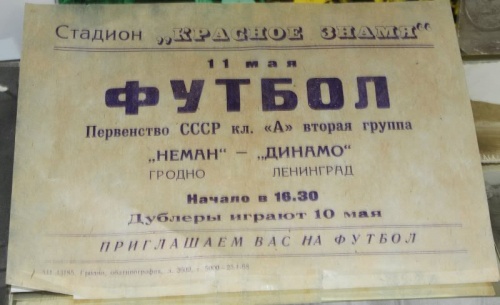 Стадион „КРАСНОЕ ЗНАМЯ“
11 мая
ФУТБОЛ
Первенство СССР кл. «А» вторая группа
„НЕМАН“ — „ДИНАМО“
ГРОДНО ЛЕНИНГРАД
Начало в 16.30
Дублеры играют 10 мая
ПРИГЛАШАЕМ ВАС НА ФУТБОЛ